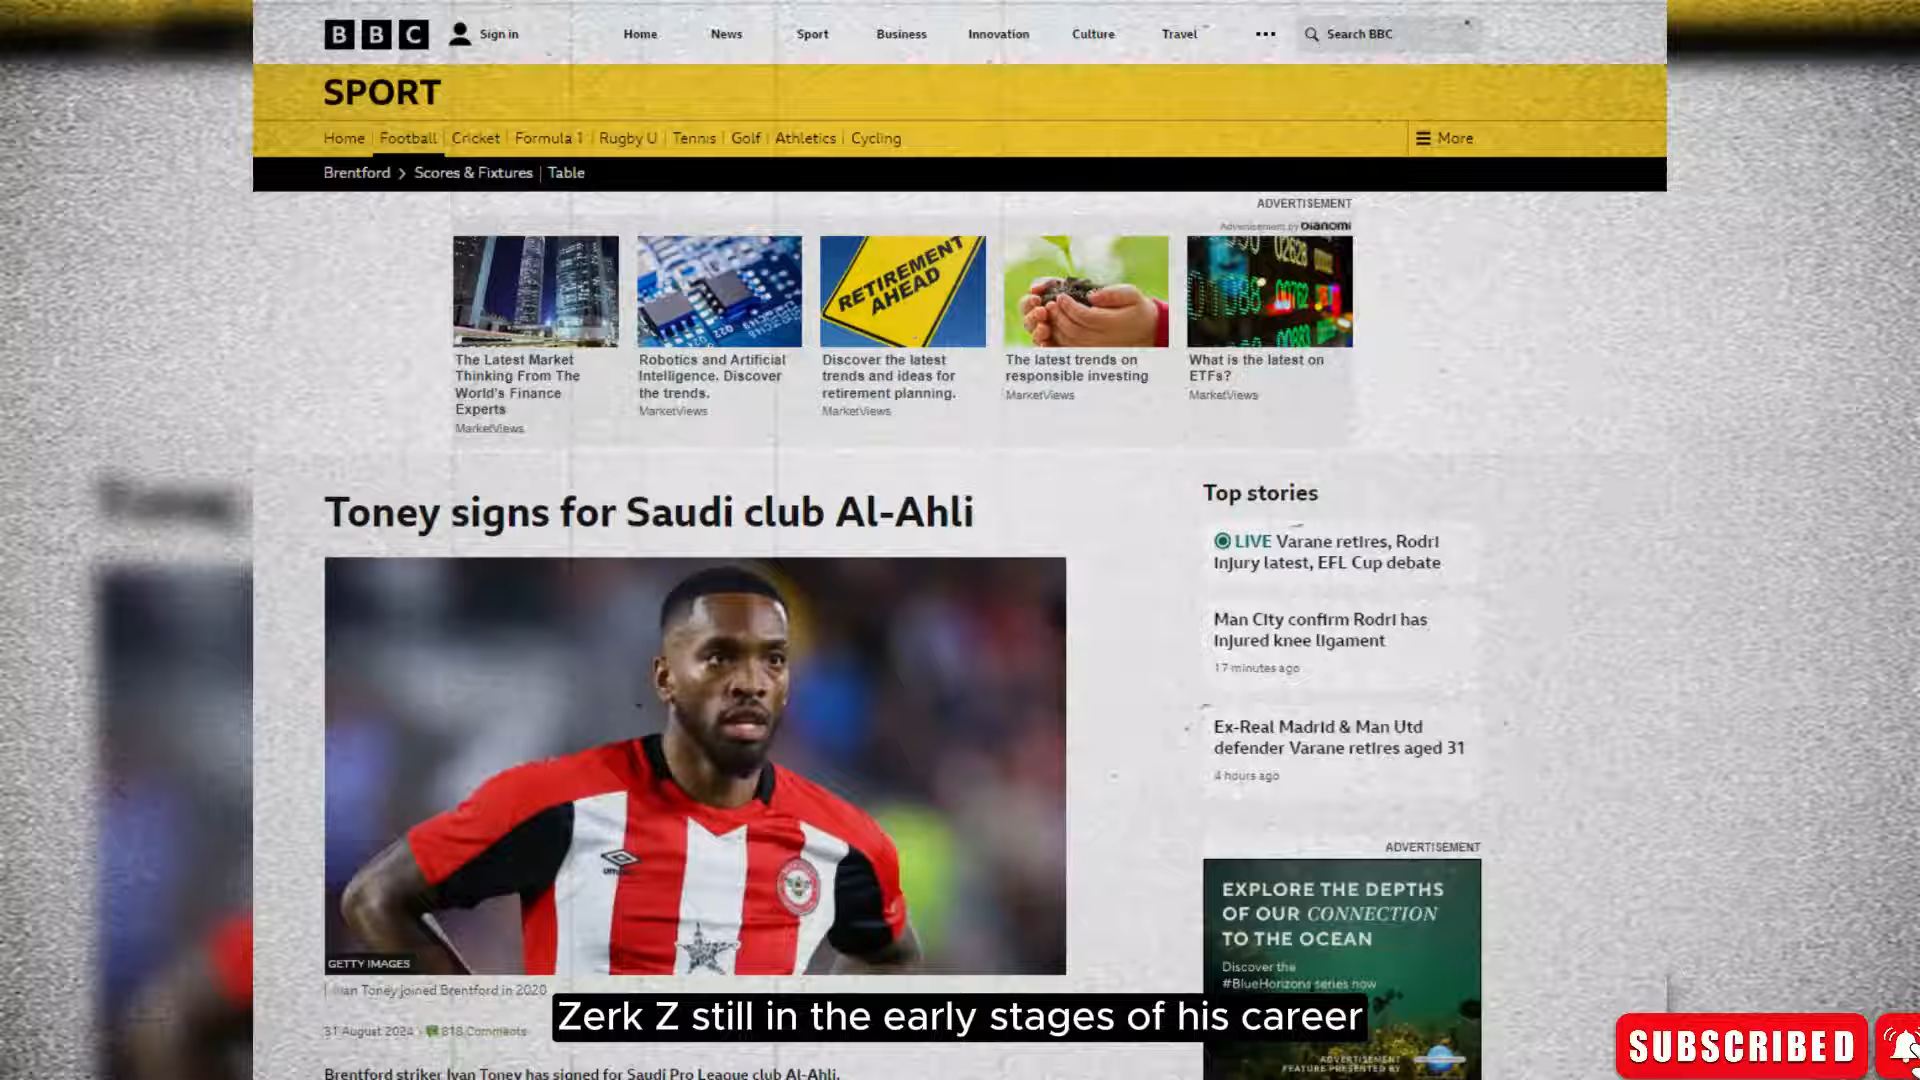 BBC Sign in Home News Sport Business Innovation Culture Travel Search BBC
SPORT
Home Football Cricket Formula 1 Rugby U Tennis Golf Athletics Cycling More
Brentford Scores & Fixtures Table
ADVERTISEMENT
Advertisement by Dianomi
RETIREMENT
AHEAD
The Latest Market
Thinking From The
World's Finance
Experts
MarketViews
Robotics and Artificial
Intelligence. Discover
the trends.
MarketViews
Discover the latest
trends and ideas for
retirement planning.
MarketViews
The latest trends on
responsible investing
MarketViews
What is the latest on
ETFs?
MarketViews
Toney signs for Saudi club Al-Ahli
GETTY IMAGES
Toney joined Brentford in 2020
31 August 2024 818 Comments
Brentford striker Ivan Toney has signed for Saudi Pro League club Al-Ahli.
Top stories
LIVE Varane retires, Rodri
injury latest, EFL Cup debate
Man City confirm Rodri has
injured knee ligament
17 minutes ago
Ex-Real Madrid & Man Utd
defender Varane retires aged 31
4 hours ago
ADVERTISEMENT
EXPLORE THE DEPTHS
OF OUR CONNECTION
TO THE OCEAN
Discover the
#BlueHorizons series now
ADVERTISEMENT
FEATURE PRESENTED BY
Zerk Z still in the early stages of his career
SUBSCRIBED